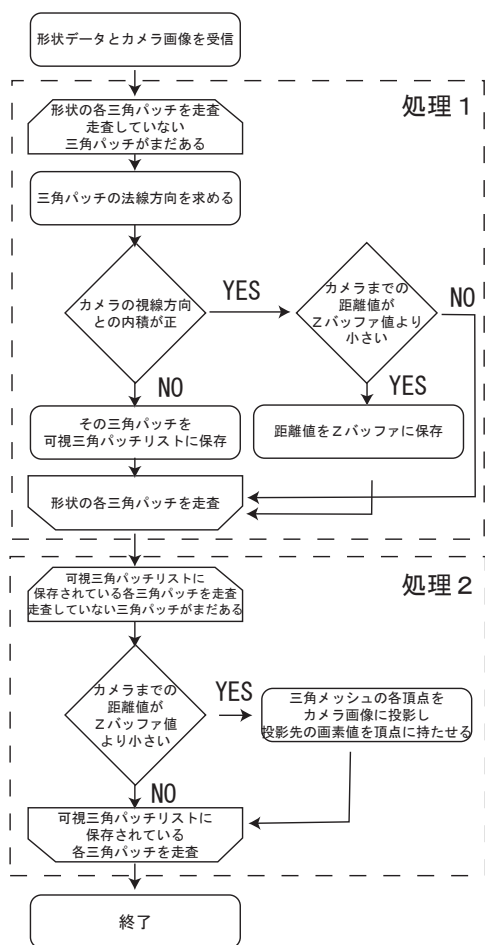 形状データとカメラ画像を受信
処理１
形状の各三角パッチを走査
走査していない
三角パッチがまだある
三角パッチの法線方向を求める
カメラの視線方向
との内積が正
YES
カメラまでの
距離値が
Ｚバッファ値より
小さい
NO
NO
YES
その三角パッチを
可視三角パッチリストに保存
距離値をＺバッファに保存
形状の各三角パッチを走査
処理２
可視三角パッチリストに
保存されている各三角パッチを走査
走査していない三角パッチがまだある
カメラまでの
距離値が
Ｚバッファ値
より小さい
YES
三角メッシュの各頂点を
カメラ画像に投影し
投影先の画素値を頂点に持たせる
NO
可視三角パッチリストに
保存されている
各三角パッチを走査
終了